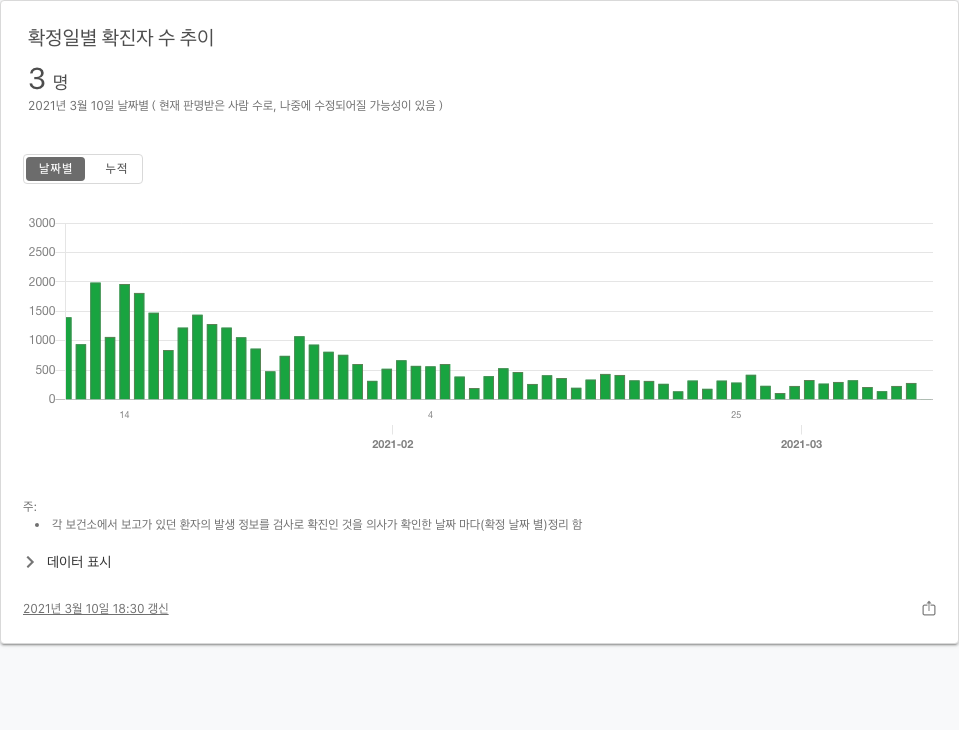 확정일별 확진자 수 추이
3 명
2021년 3월 10일 날짜별 ( 현재 판명받은 사람 수로, 나중에 수정되어질 가능성이 있음 )
날짜별 누적
3000
2500
2000
1500
1000
500
0
14 4 25
2021-02 2021-03
주:
• 각 보건소에서 보고가 있던 환자의 발생 정보를 검사로 확진인 것을 의사가 확인한 날짜 마다(확정 날짜 별)정리 함
데이터 표시
2021년 3월 10일 18:30 갱신